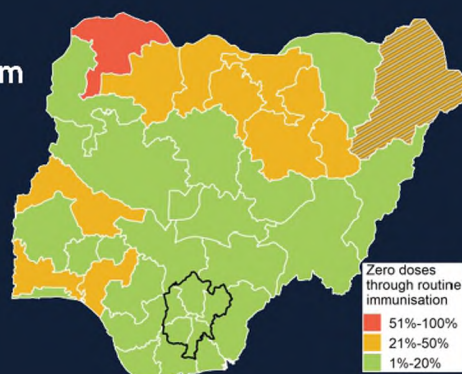 m
Zero doses
through routine
immunisation
51%-100%
21%-50%
1%-20%